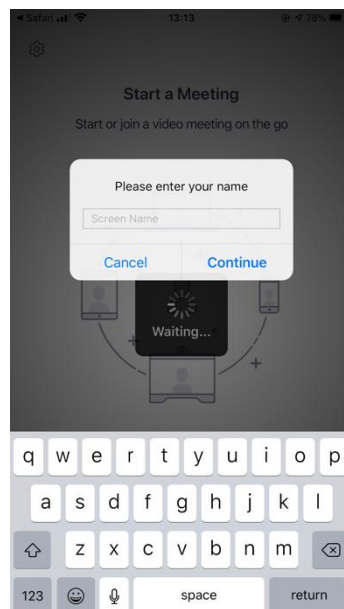 Safari 13:13 78%
Start a Meeting
Start or join a video meeting on the go
Please enter your name
Screen Name
Cancel Continue
Waiting...
q w e r t y u i o p
a s d f g h j k l
z x c v b n m
123 space return